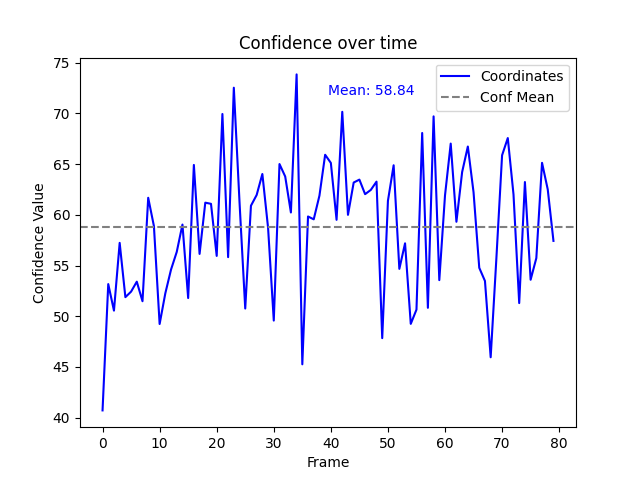 Confidence over time
Mean: 58.84
Coordinates
Conf Mean
Confidence Value
75
70
65
60
55
50
45
40
0 10 20 30 40 50 60 70 80
Frame